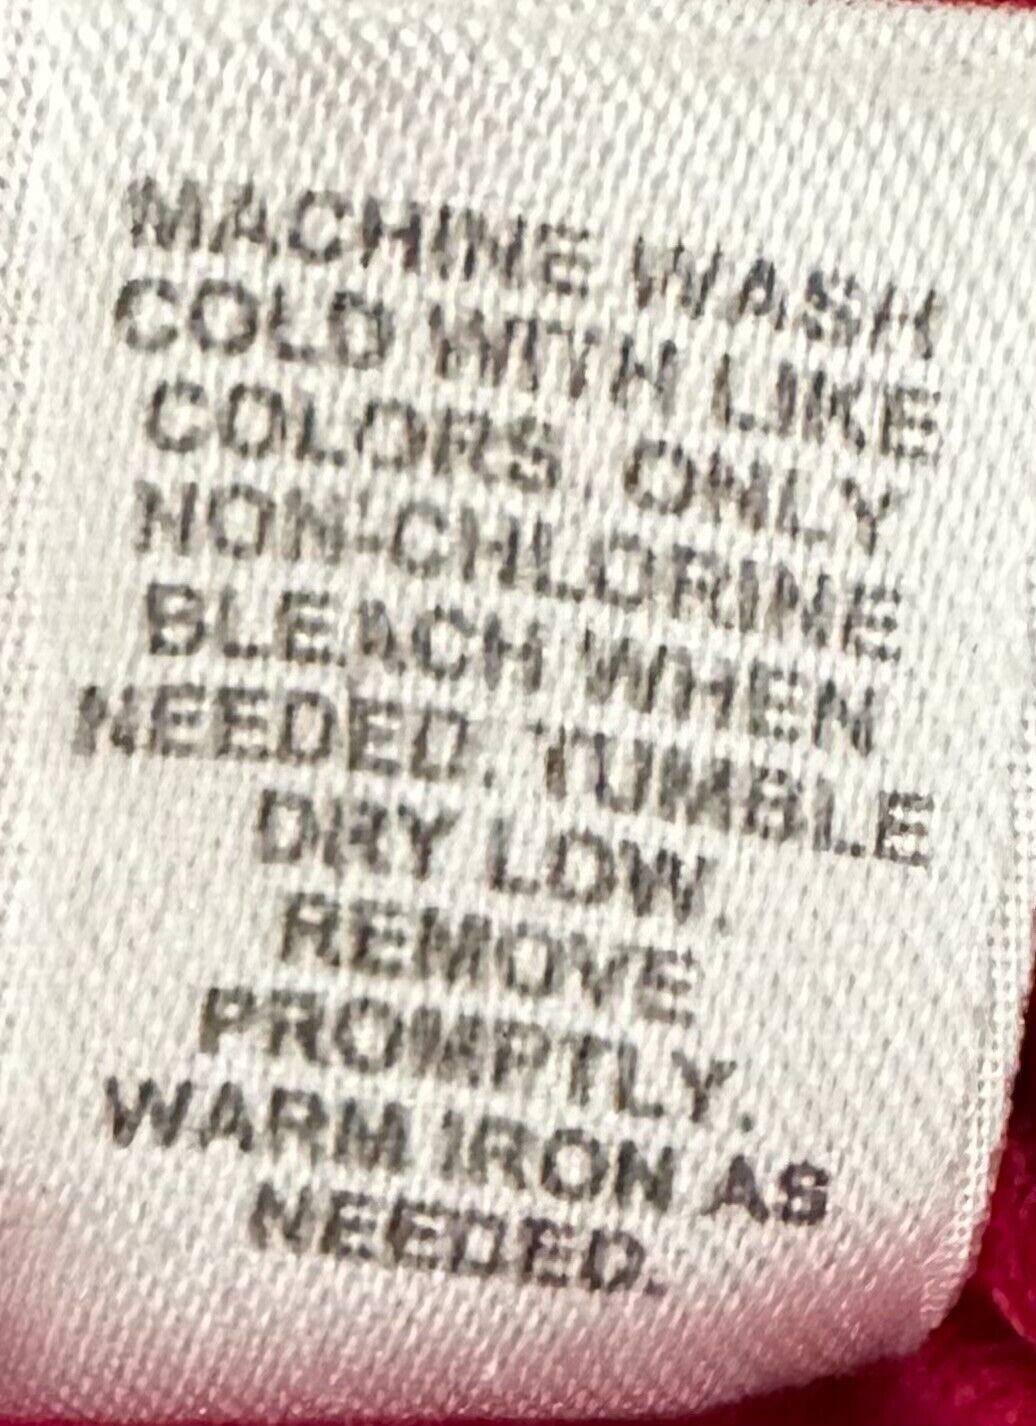 MACHINE WASH
COLD WITH LIKE
COLORS ONLY
NON-CHLORINE
BLEACH WHEN
NEEDED. TUMBLE
DRY LOW.
REMOVE
PROMPTLY.
WARM IRON AS
NEEDED.